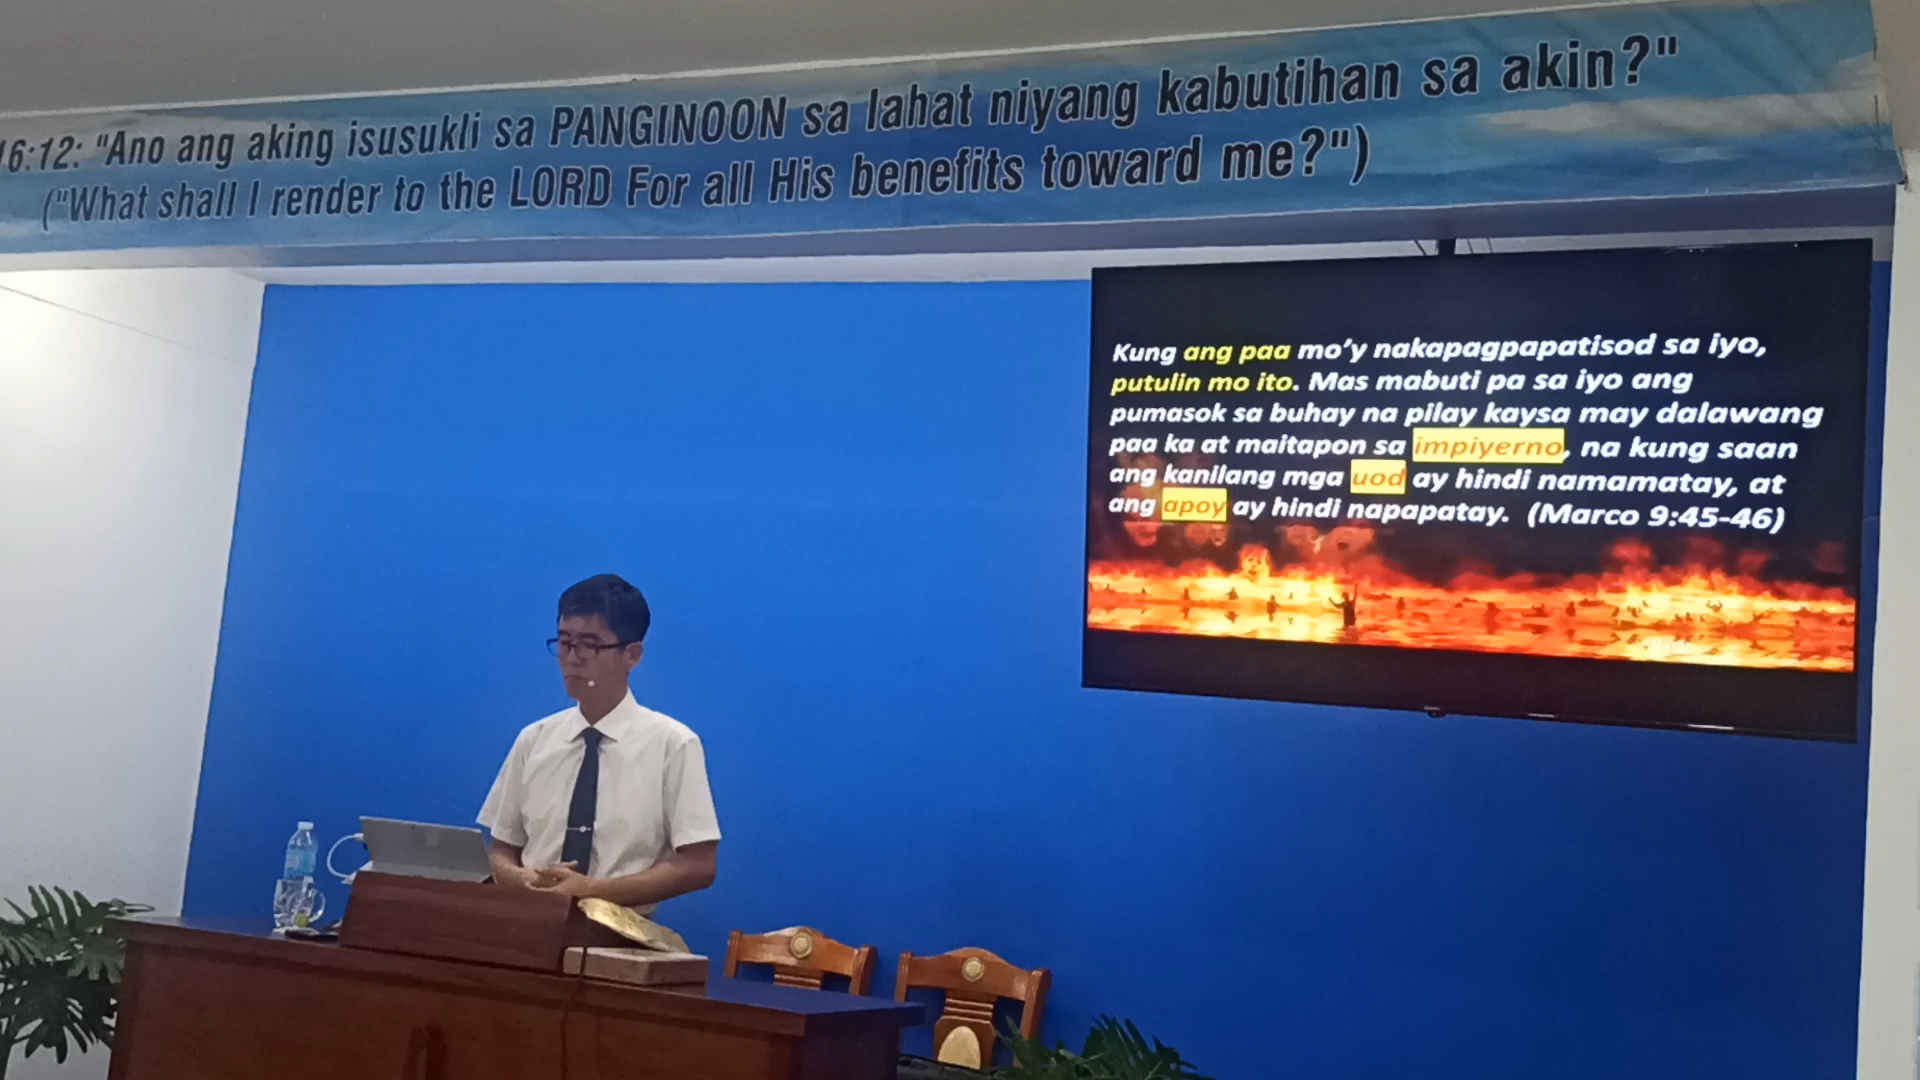 16:12: "Ano ang aking isusukli sa PANGINOON sa lahat niyang kabutihan sa akin?"
("What shall I render to the LORD For all His benefits toward me?")
Kung ang paa mo'y nakapagpapatisod sa iyo,
putulin mo ito. Mas mabuti pa sa iyo ang
pumasok sa buhay na pilay kaysa may dalawang
paa ka at maitapon sa impiyerno, na kung saan
ang kanilang mga uod ay hindi namamatay, at
ang apoy ay hindi napapatay. (Marco 9:45-46)